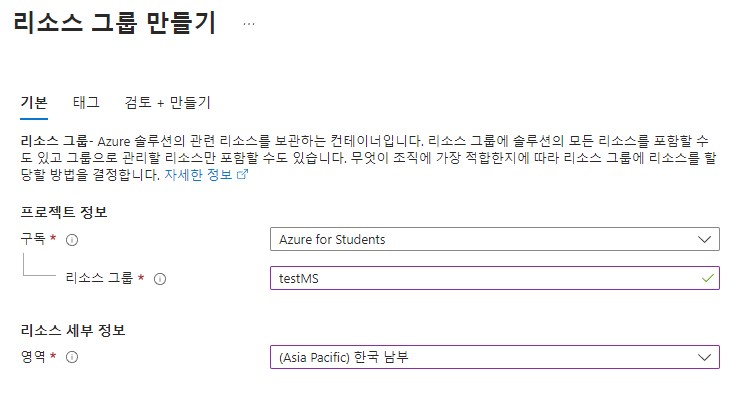 리소스 그룹 만들기 ...
기본 태그 검토 + 만들기
리소스 그룹- Azure 솔루션의 관련 리소스를 보관하는 컨테이너입니다. 리소스 그룹에 솔루션의 모든 리소스를 포함할 수
도 있고 그룹으로 관리할 리소스만 포함할 수도 있습니다. 무엇이 조직에 가장 적합한지에 따라 리소스 그룹에 리소스를 할
당할 방법을 결정합니다. 자세한 정보
프로젝트 정보
구독 * Azure for Students
리소스 그룹 * testMS
리소스 세부 정보
영역 * (Asia Pacific) 한국 남부